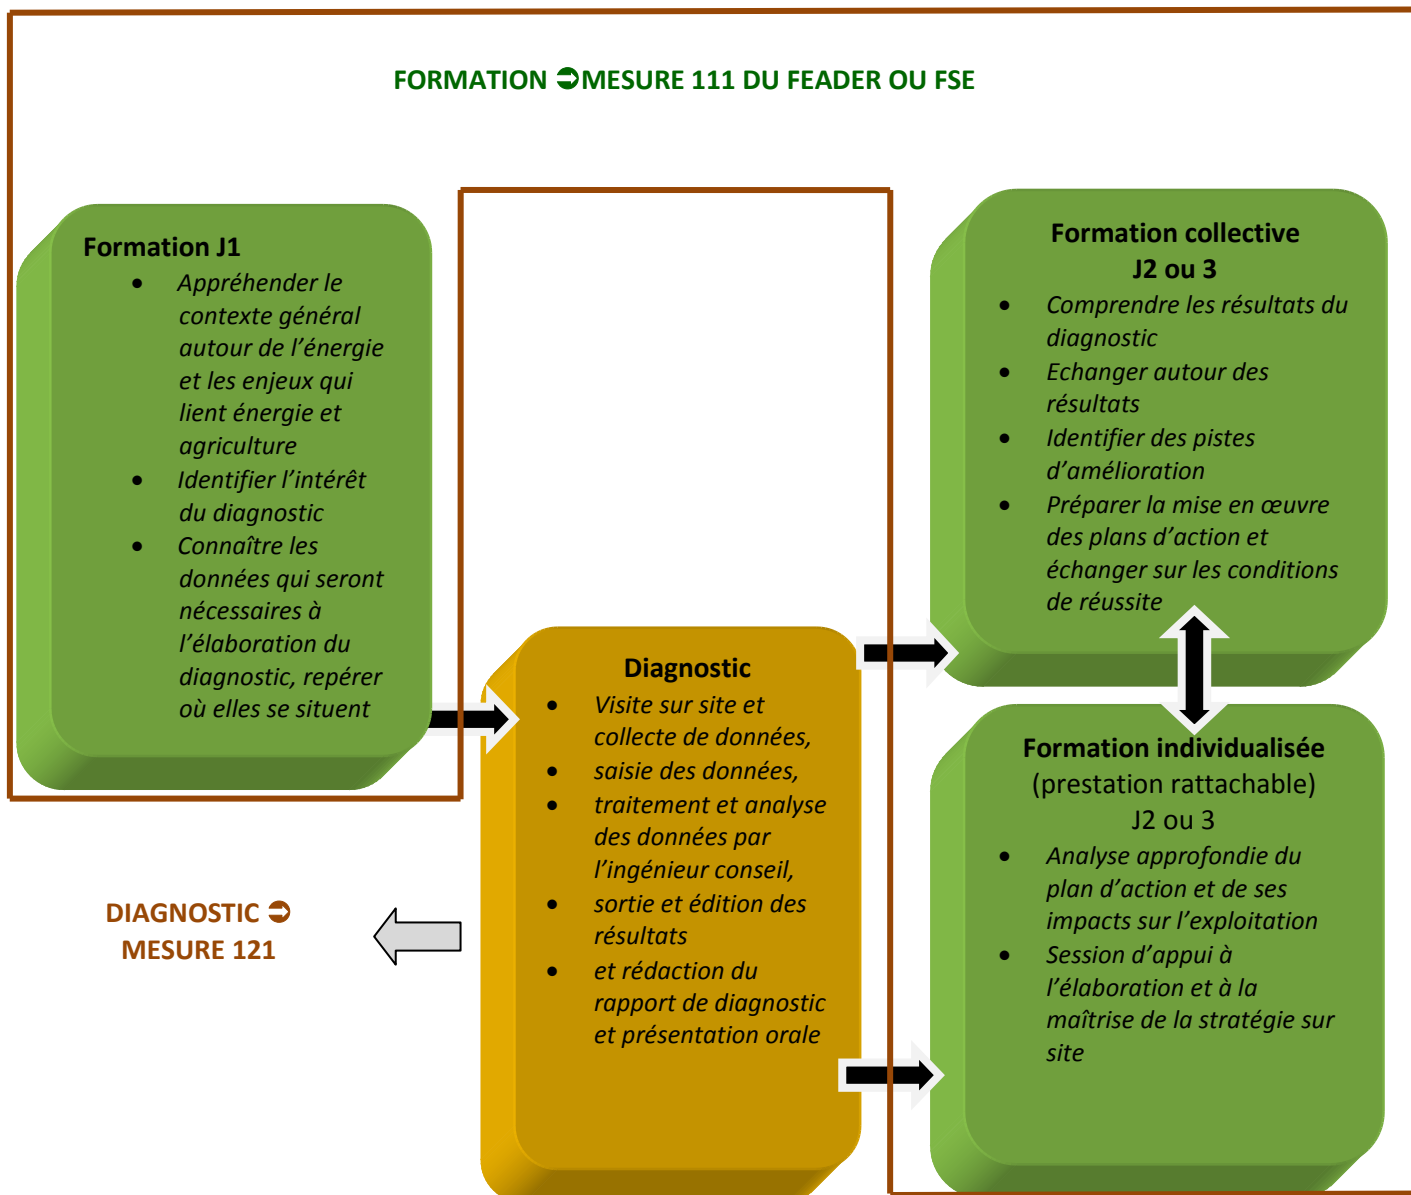 FORMATION ➲ MESURE 111 DU FEADER OU FSE
Formation J1
• Appréhender le
contexte général
autour de l’énergie
et les enjeux qui
lient énergie et
agriculture
• Identifier l’intérêt
du diagnostic
• Connaître les
données qui seront
nécessaires à
l’élaboration du
diagnostic, repérer
où elles se situent
Diagnostic
• Visite sur site et
collecte de données,
• saisie des données,
• traitement et analyse
des données par
l’ingénieur conseil,
• sortie et édition des
résultats
• et rédaction du
rapport de diagnostic
et présentation orale
Formation collective
J2 ou 3
• Comprendre les résultats du
diagnostic
• Echanger autour des
résultats
• Identifier des pistes
d’amélioration
• Préparer la mise en œuvre
des plans d’action et
échanger sur les conditions
de réussite
Formation individualisée
(prestation rattachable)
J2 ou 3
• Analyse approfondie du
plan d’action et de ses
impacts sur l’exploitation
• Session d’appui à
l’élaboration et à la
maîtrise de la stratégie sur
site
DIAGNOSTIC ➲
MESURE 121